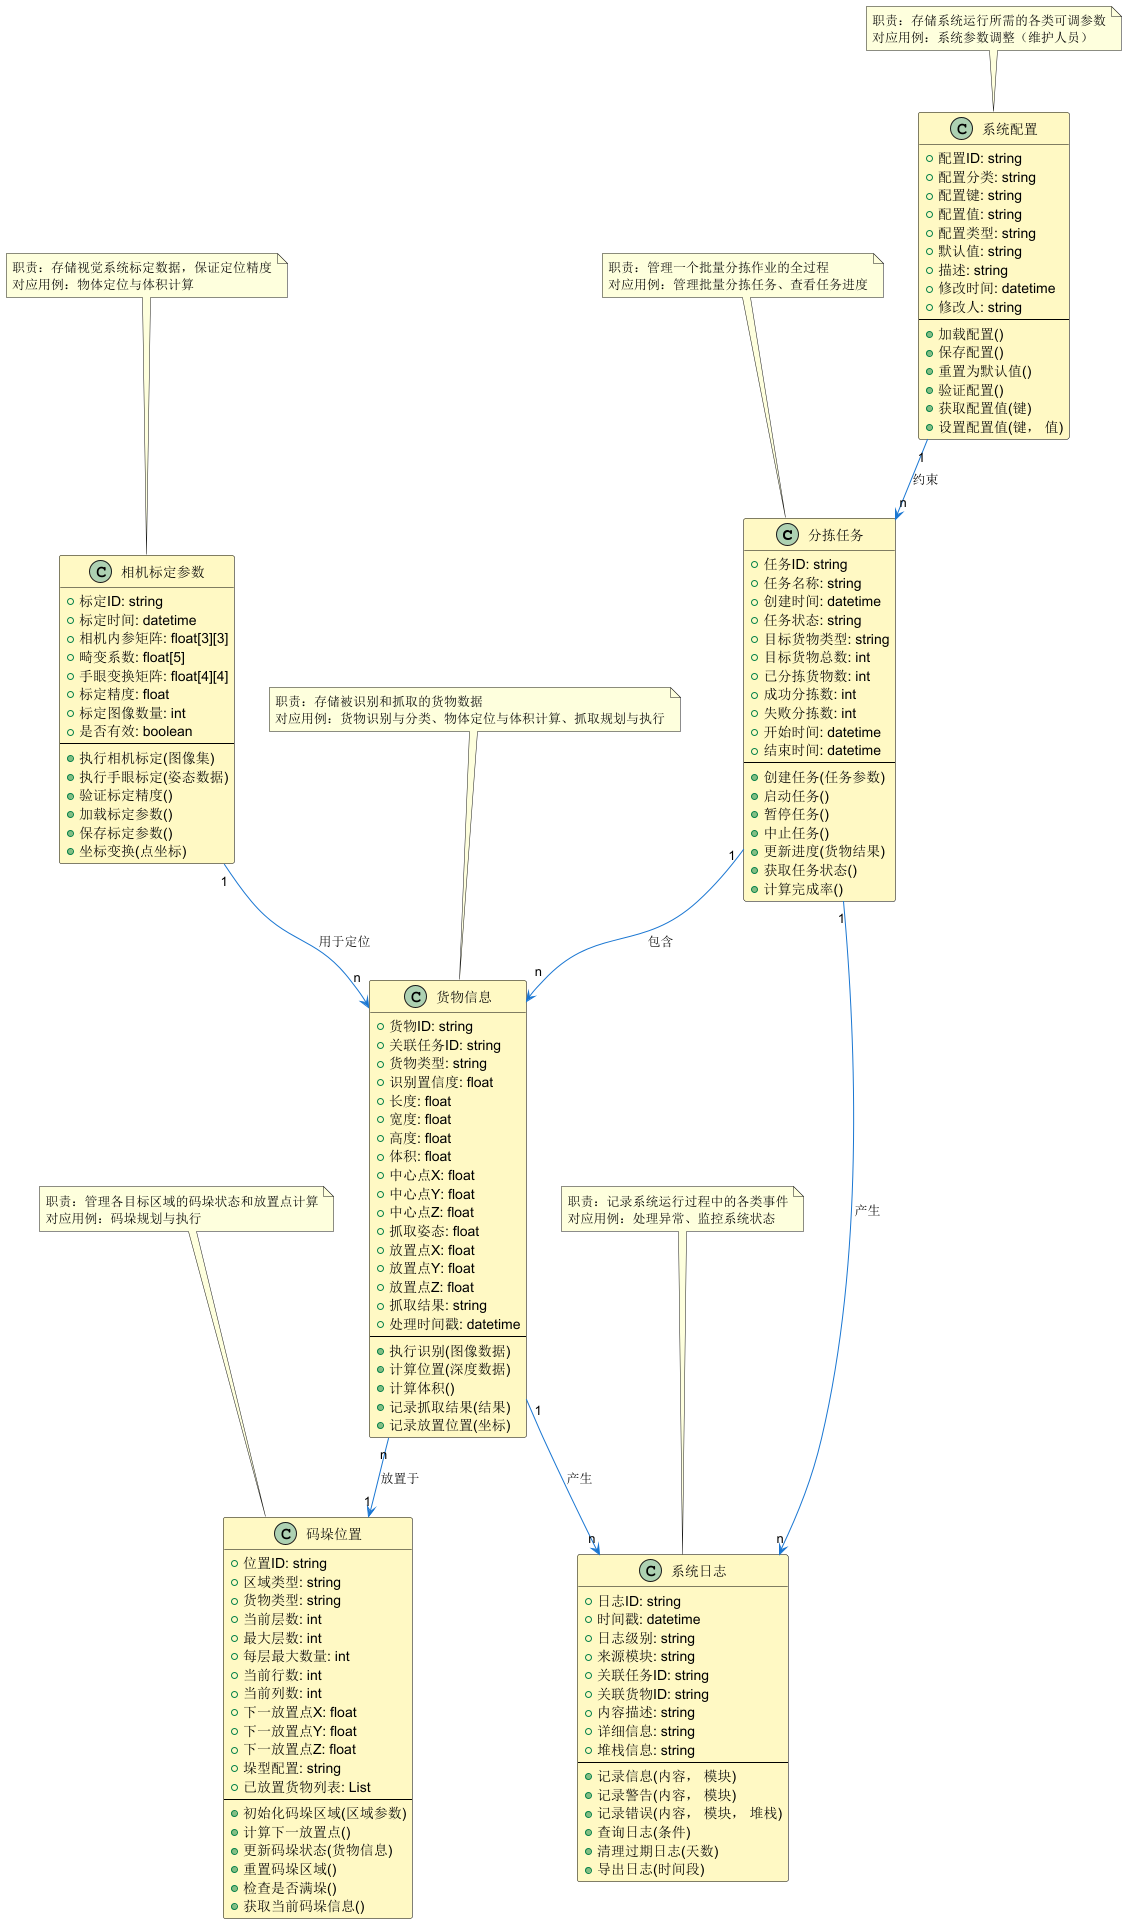 职责：存储系统运行所需的各类可调参数
对应用例：系统参数调整（维护人员）
C 系统配置
配置ID: string
配置分类: string
配置键: string
配置值: string
配置类型: string
默认值: string
描述: string
修改时间: datetime
修改人: string
加载配置()
保存配置()
重置为默认值()
验证配置()
获取配置值(键)
设置配置值(键， 值)
1
约束
n
职责：存储视觉系统标定数据，保证定位精度
对应用例：物体定位与体积计算
职责：管理一个批量分拣作业的全过程
对应用例：管理批量分拣任务、查看任务进度
C 分拣任务
任务ID: string
任务名称: string
创建时间: datetime
任务状态: string
目标货物类型: string
目标货物总数: int
已分拣货物数: int
成功分拣数: int
失败分拣数: int
开始时间: datetime
结束时间: datetime
创建任务(任务参数)
启动任务()
暂停任务()
中止任务()
更新进度(货物结果)
获取任务状态()
计算完成率()
C 相机标定参数
标定ID: string
标定时间: datetime
相机内参矩阵: float[3][3]
畸变系数: float[5]
手眼变换矩阵: float[4][4]
标定精度: float
标定图像数量: int
是否有效: boolean
执行相机标定(图像集)
执行手眼标定(姿态数据)
验证标定精度()
加载标定参数()
保存标定参数()
坐标变换(点坐标)
职责：存储被识别和抓取的货物数据
对应用例：货物识别与分类、物体定位与体积计算、抓取规划与执行
1
用于定位
n
1
包含
n
1
产生
n
C 货物信息
货物ID: string
关联任务ID: string
货物类型: string
识别置信度: float
长度: float
宽度: float
高度: float
体积: float
中心点X: float
中心点Y: float
中心点Z: float
抓取姿态: float
放置点X: float
放置点Y: float
放置点Z: float
抓取结果: string
处理时间戳: datetime
执行识别(图像数据)
计算位置(深度数据)
计算体积()
记录抓取结果(结果)
记录放置位置(坐标)
职责：管理各目标区域的码垛状态和放置点计算
对应用例：码垛规划与执行
职责：记录系统运行过程中的各类事件
对应用例：处理异常、监控系统状态
n
放置于
1
1
产生
n
C 码垛位置
位置ID: string
区域类型: string
货物类型: string
当前层数: int
最大层数: int
每层最大数量: int
当前行数: int
当前列数: int
下一放置点X: float
下一放置点Y: float
下一放置点Z: float
垛型配置: string
已放置货物列表: List
初始化码垛区域(区域参数)
计算下一放置点()
更新码垛状态(货物信息)
重置码垛区域()
检查是否满垛()
获取当前码垛信息()
C 系统日志
日志ID: string
时间戳: datetime
日志级别: string
来源模块: string
关联任务ID: string
关联货物ID: string
内容描述: string
详细信息: string
堆栈信息: string
记录信息(内容， 模块)
记录警告(内容， 模块)
记录错误(内容， 模块， 堆栈)
查询日志(条件)
清理过期日志(天数)
导出日志(时间段)